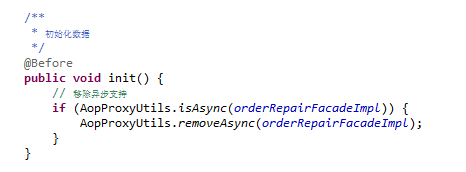 /**
 * 初始化数据
 */
@Before
public void init() {
    // 移除异步支持
    if (AopProxyUtils.isAsync(orderRepairFacadeImpl)) {
        AopProxyUtils.removeAsync(orderRepairFacadeImpl);
    }
}